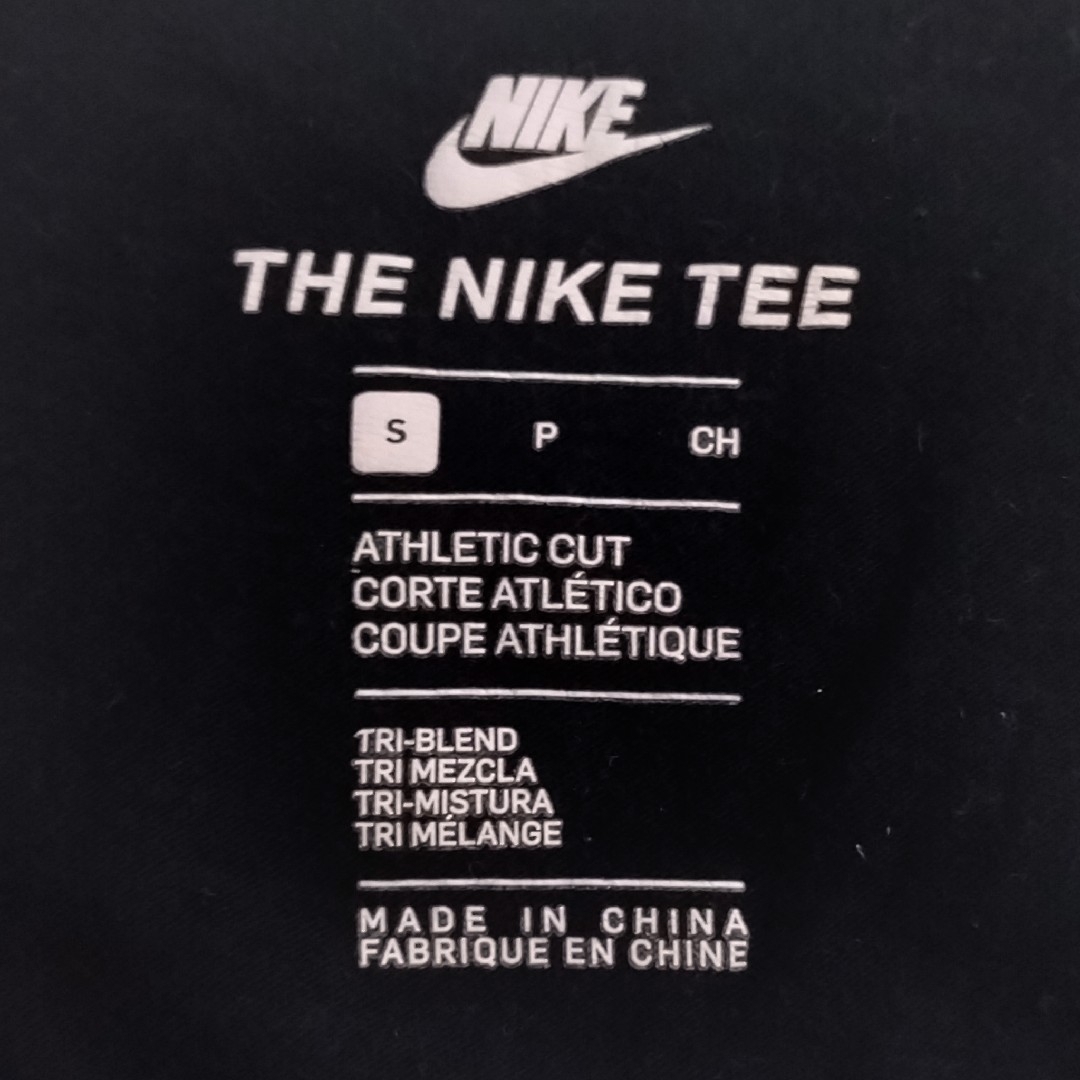 NIKE
THE NIKE TEE
S P CH
ATHLETIC CUT
CORTE ATLÉTICO
COUPE ATHLÉTIQUE
TRI-BLEND
TRI MEZCLA
TRI-MISTURA
TRI MÉLANGE
MADE IN CHINA
FABRIQUE EN CHINE